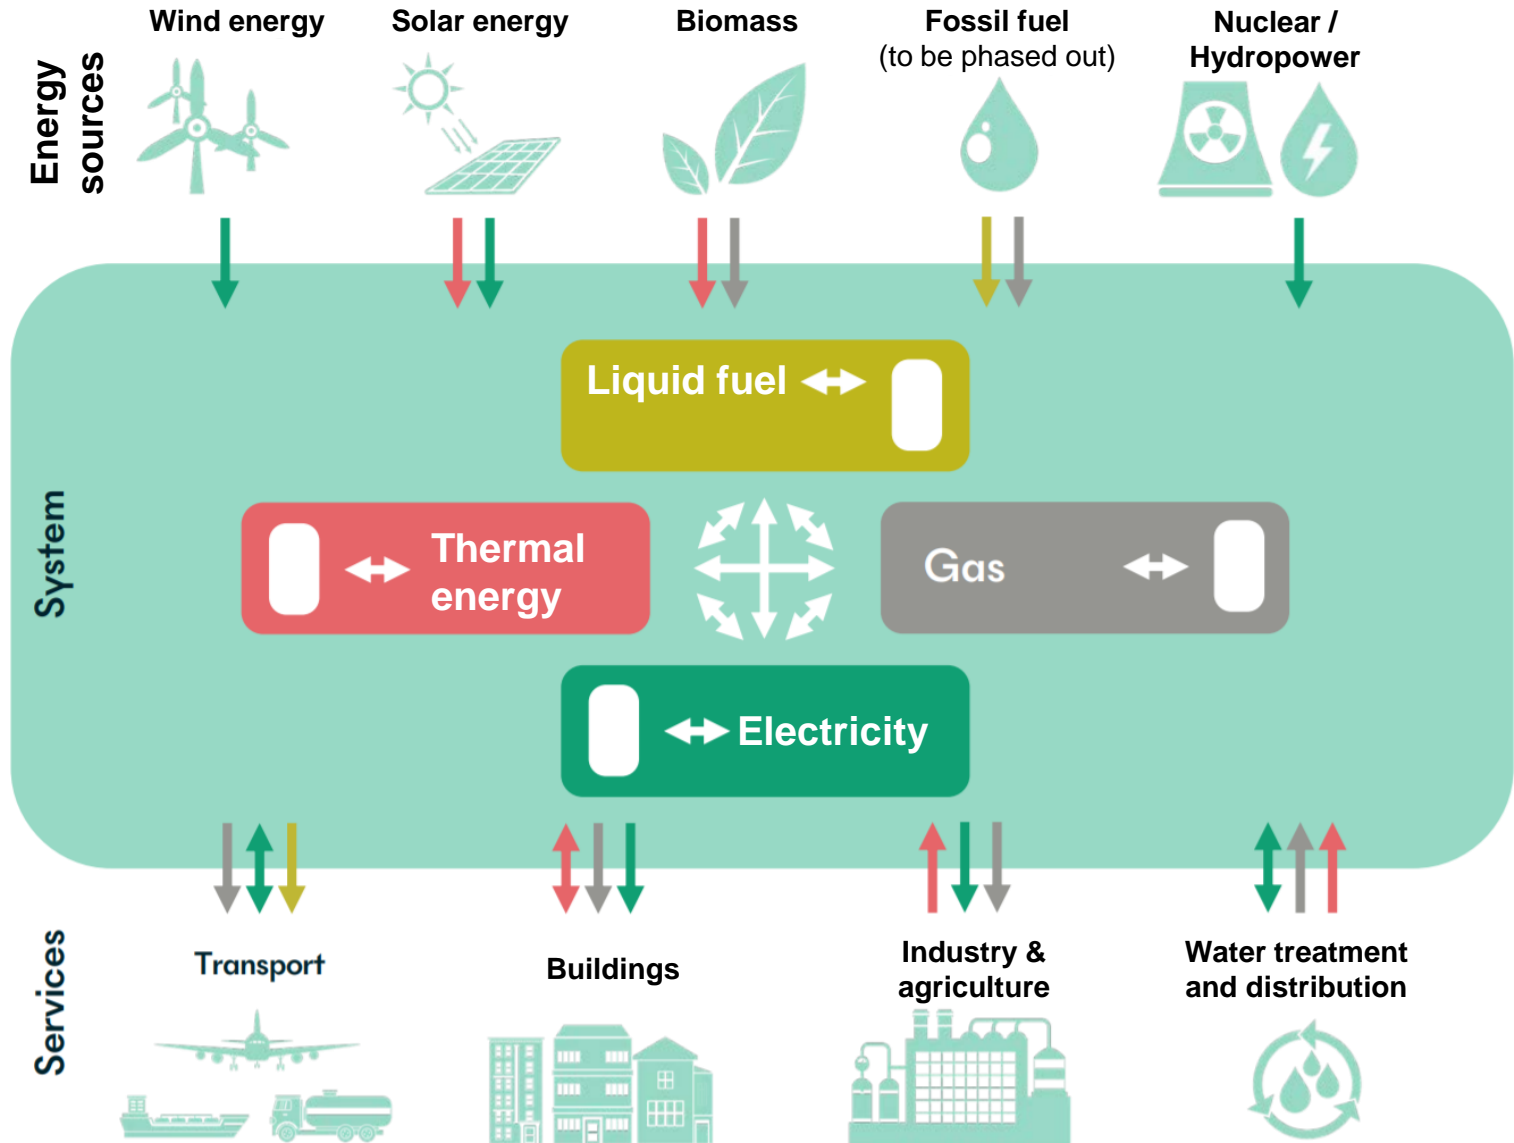 Energy
sources
Wind energy
Solar energy
Biomass
Fossil fuel
(to be phased out)
Nuclear /
Hydropower
System
Liquid fuel
Thermal
energy
Gas
Electricity
Services
Transport
Buildings
Industry &
agriculture
Water treatment
and distribution